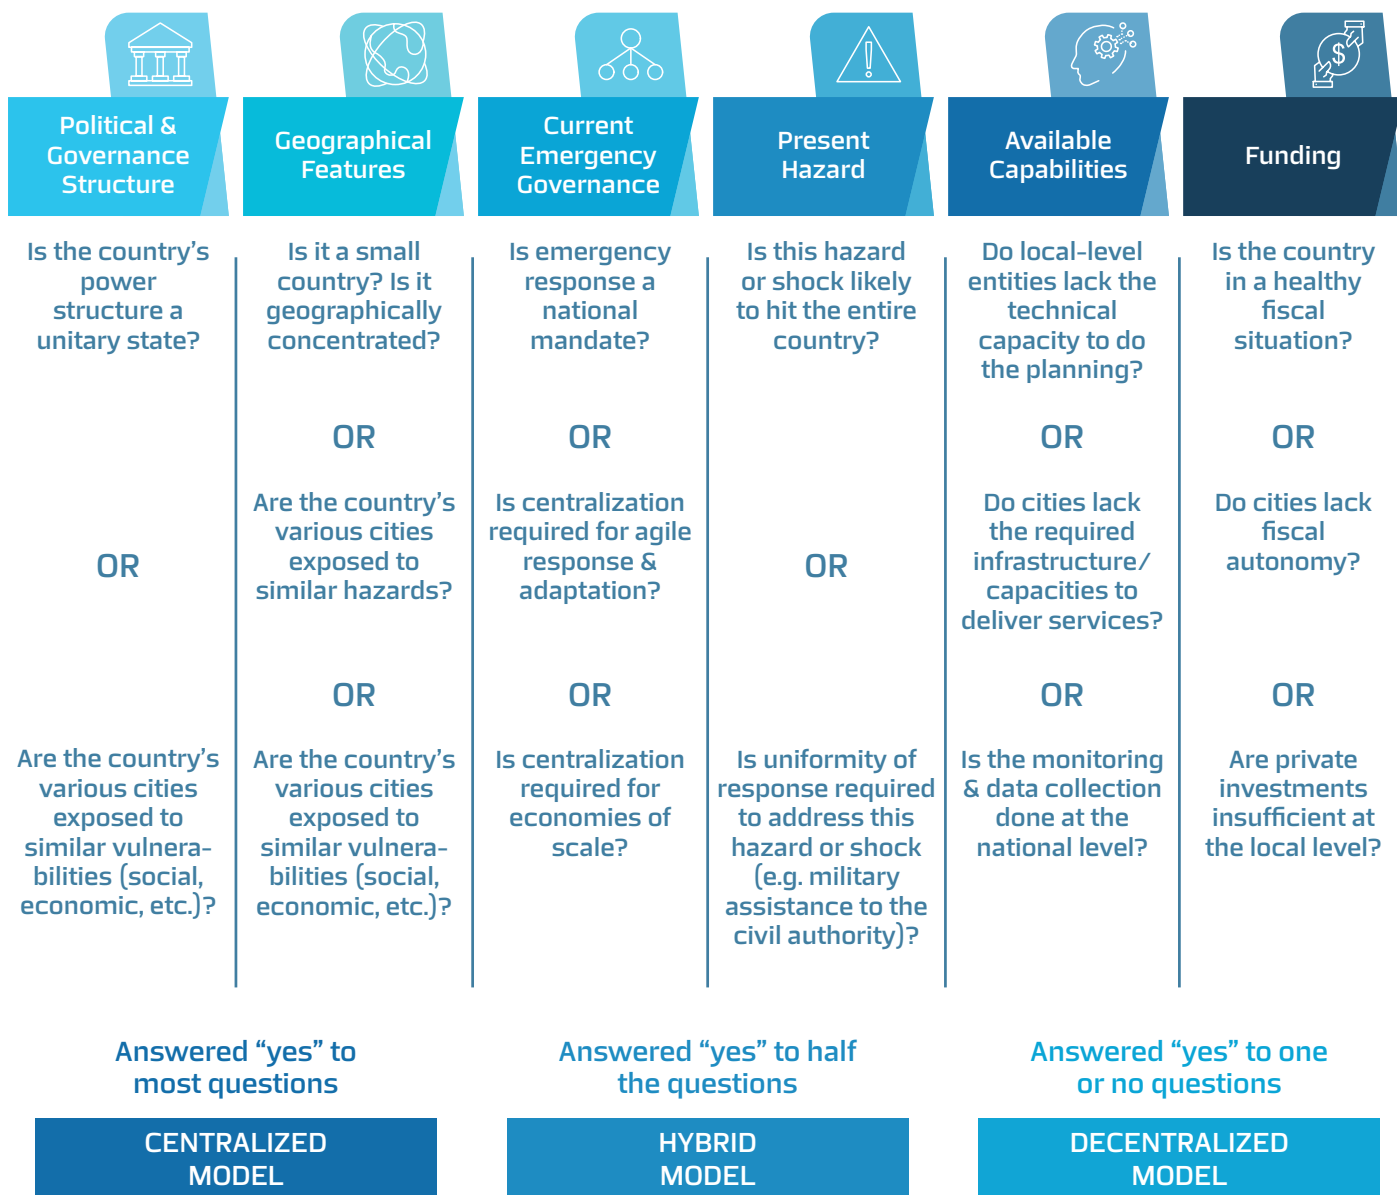 $
Political &
Governance
Structure
Geographical
Features
Current
Emergency
Governance
Present
Hazard
Available
Capabilities
Funding
Is the country’s
power
structure a
unitary state?
OR
Are the country’s
various cities
exposed to
similar vulnera-
bilities (social,
economic, etc.)?
Is it a small
country? Is it
geographically
concentrated?
OR
Are the country’s
various cities
exposed to
similar hazards?
OR
Are the country’s
various cities
exposed to
similar vulnera-
bilities (social,
economic, etc.)?
Is emergency
response a
national
mandate?
OR
Is centralization
required for agile
response &
adaptation?
OR
Is centralization
required for
economies of
scale?
Is this hazard
or shock likely
to hit the entire
country?
OR
Is uniformity of
response required
to address this
hazard or shock
(e.g. military
assistance to the
civil authority)?
Do local-level
entities lack the
technical
capacity to do
the planning?
OR
Do cities lack
the required
infrastructure/
capacities to
deliver services?
OR
Is the monitoring
& data collection
done at the
national level?
Is the country
in a healthy
fiscal
situation?
OR
Do cities lack
fiscal
autonomy?
OR
Are private
investments
insufficient at
the local level?
Answered “yes” to
most questions
CENTRALIZED
MODEL
Answered “yes” to half
the questions
HYBRID
MODEL
Answered “yes” to one
or no questions
DECENTRALIZED
MODEL